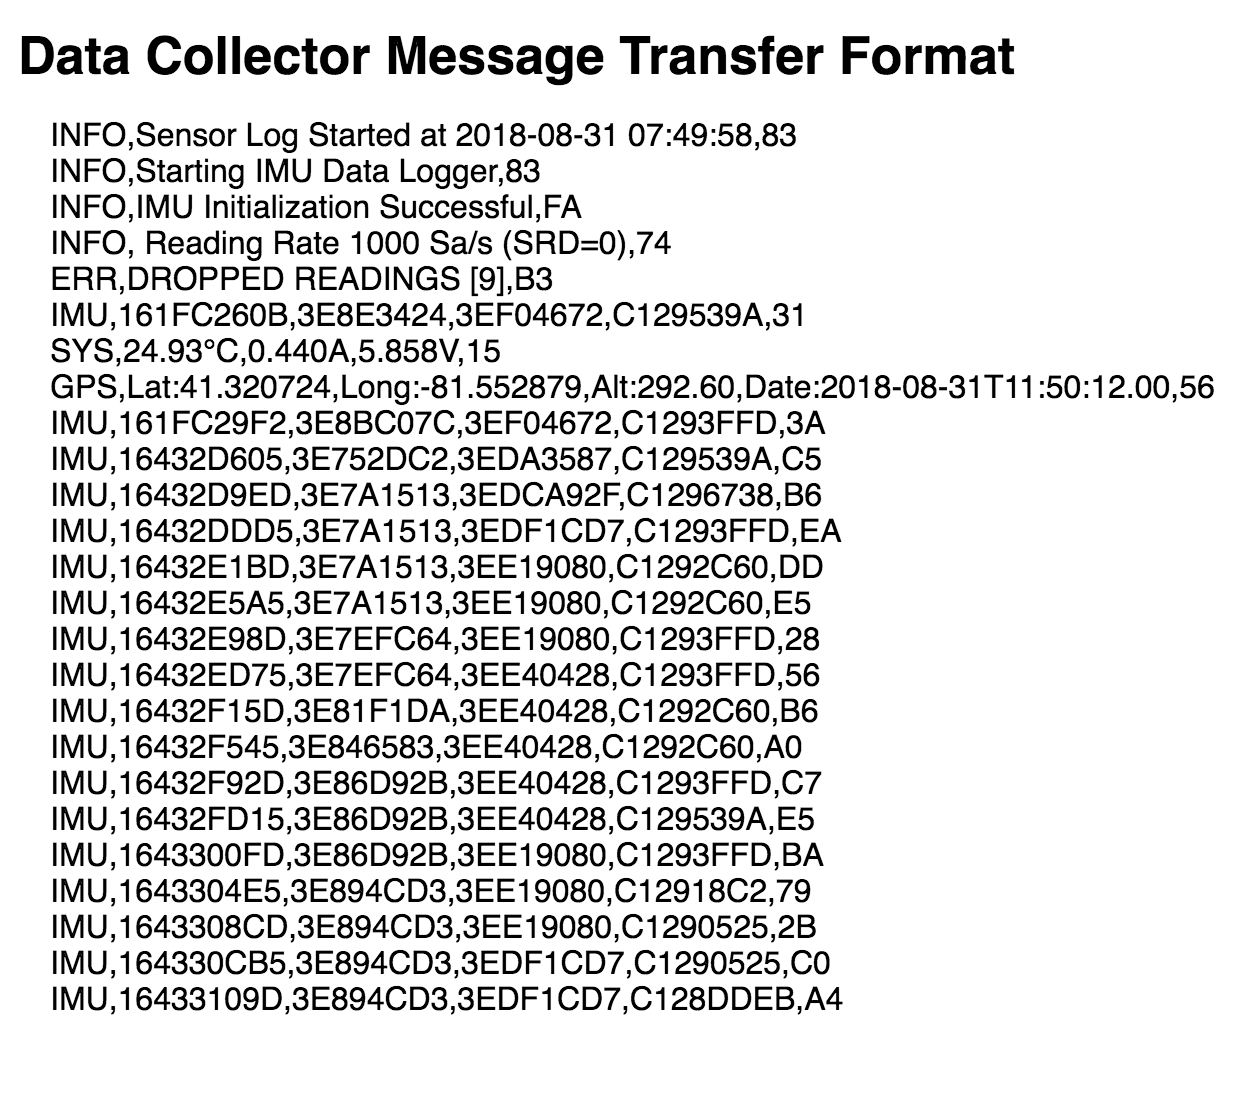 Data Collector Message Transfer Format
INFO,Sensor Log Started at 2018-08-31 07:49:58,83
INFO,Starting IMU Data Logger,83
INFO,IMU Initialization Successful,FA
INFO, Reading Rate 1000 Sa/s (SRD=0),74
ERR,DROPPED READINGS [9],B3
IMU,161FC260B,3E8E3424,3EF04672,C129539A,31
SYS,24.93°C,0.440A,5.858V,15
GPS,Lat:41.320724,Long:-81.552879,Alt:292.60,Date:2018-08-31T11:50:12.00,56
IMU,161FC29F2,3E8BC07C,3EF04672,C1293FFD,3A
IMU,16432D605,3E752DC2,3EDA3587,C129539A,C5
IMU,16432D9ED,3E7A1513,3EDCA92F,C1296738,B6
IMU,16432DDD5,3E7A1513,3EDF1CD7,C1293FFD,EA
IMU,16432E1BD,3E7A1513,3EE19080,C1292C60,DD
IMU,16432E5A5,3E7A1513,3EE19080,C1292C60,E5
IMU,16432E98D,3E7EFC64,3EE19080,C1293FFD,28
IMU,16432ED75,3E7EFC64,3EE40428,C1293FFD,56
IMU,16432F15D,3E81F1DA,3EE40428,C1292C60,B6
IMU,16432F545,3E846583,3EE40428,C1292C60,A0
IMU,16432F92D,3E86D92B,3EE40428,C1293FFD,C7
IMU,16432FD15,3E86D92B,3EE40428,C129539A,E5
IMU,1643300FD,3E86D92B,3EE19080,C1293FFD,BA
IMU,1643304E5,3E894CD3,3EE19080,C12918C2,79
IMU,1643308CD,3E894CD3,3EE19080,C1290525,2B
IMU,164330CB5,3E894CD3,3EDF1CD7,C1290525,C0
IMU,16433109D,3E894CD3,3EDF1CD7,C128DDEB,A4